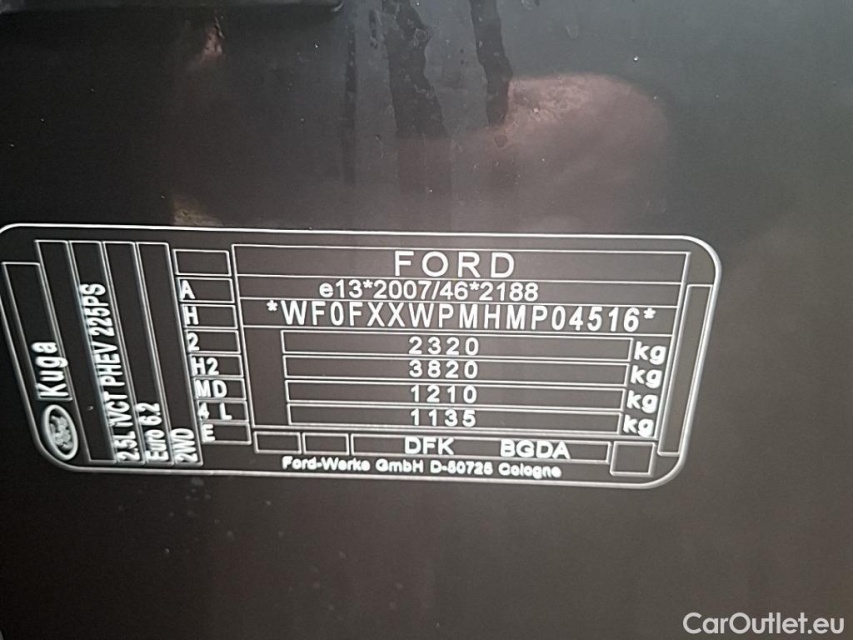 FORD
e13*2007/46*2188
*WF0FXXWPMHMP04516*
2320 kg
3820 kg
1210 kg
1135 kg
DFK BGDA
Ford-Werke GmbH D-50725 Cologne
A
H
2
H2
MD
4 L
E
Ford
Kuga
2.5L iVCT PHEV 225PS
Euro 6.2
2WD
CarOutlet.eu